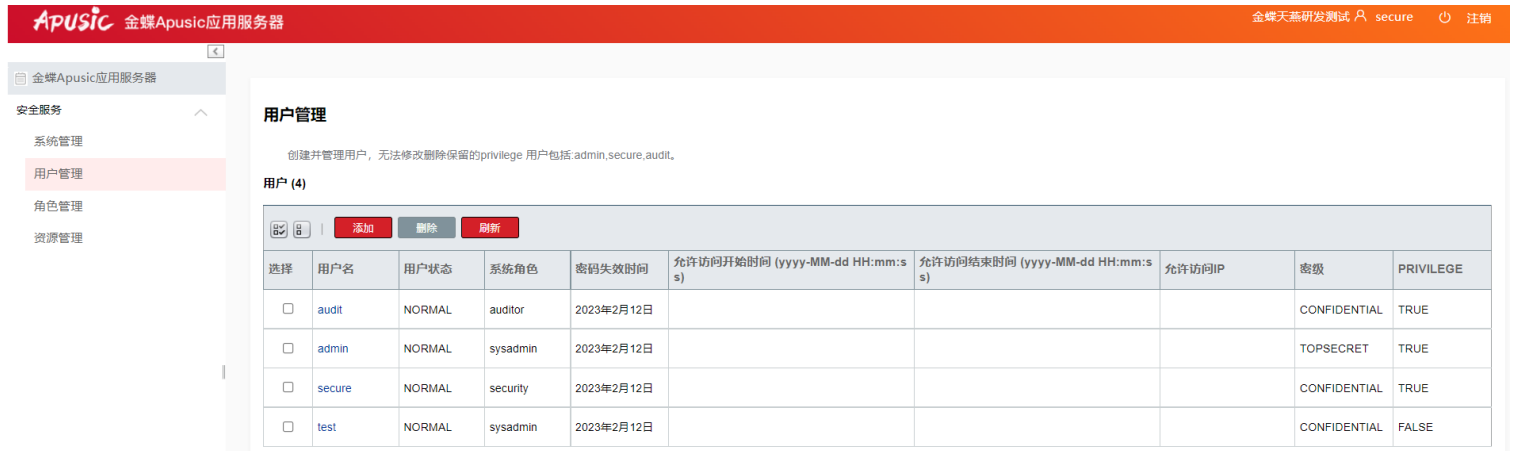 Apusic 金蝶Apusic应用服务器 金蝶天燕研发测试 secure 注销
金蝶Apusic应用服务器
安全服务
系统管理
用户管理
角色管理
资源管理
用户管理
创建并管理用户，无法修改删除保留的privilege 用户包括:admin,secure,audit。
用户 (4)
添加 删除 刷新
选择 用户名 用户状态 系统角色 密码失效时间 允许访问开始时间 (yyyy-MM-dd HH:mm:ss) 允许访问结束时间 (yyyy-MM-dd HH:mm:ss) 允许访问IP 密级 PRIVILEGE
audit NORMAL auditor 2023年2月12日 CONFIDENTIAL TRUE
admin NORMAL sysadmin 2023年2月12日 TOPSECRET TRUE
secure NORMAL security 2023年2月12日 CONFIDENTIAL TRUE
test NORMAL sysadmin 2023年2月12日 CONFIDENTIAL FALSE